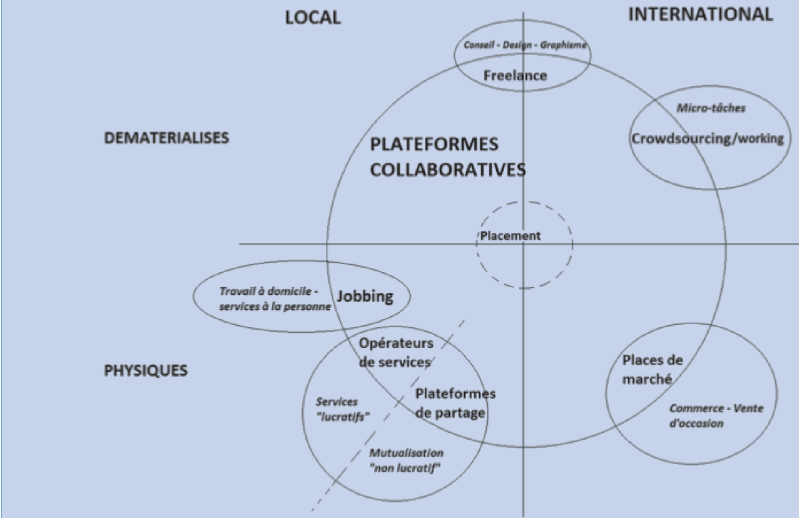 LOCAL
INTERNATIONAL
Conseil - Design - Graphisme
Freelance
Micro-tâches
Crowdsourcing/working
DEMATERIALISES
PLATEFORMES
COLLABORATIVES
Placement
Travail à domicile -
services à la personne
Jobbing
Opérateurs
de services
PHYSIQUES
Places de
marché
Plateformes
de partage
Services
"lucratifs"
Commerce - Vente
d'occasion
Mutualisation
"non lucratif"